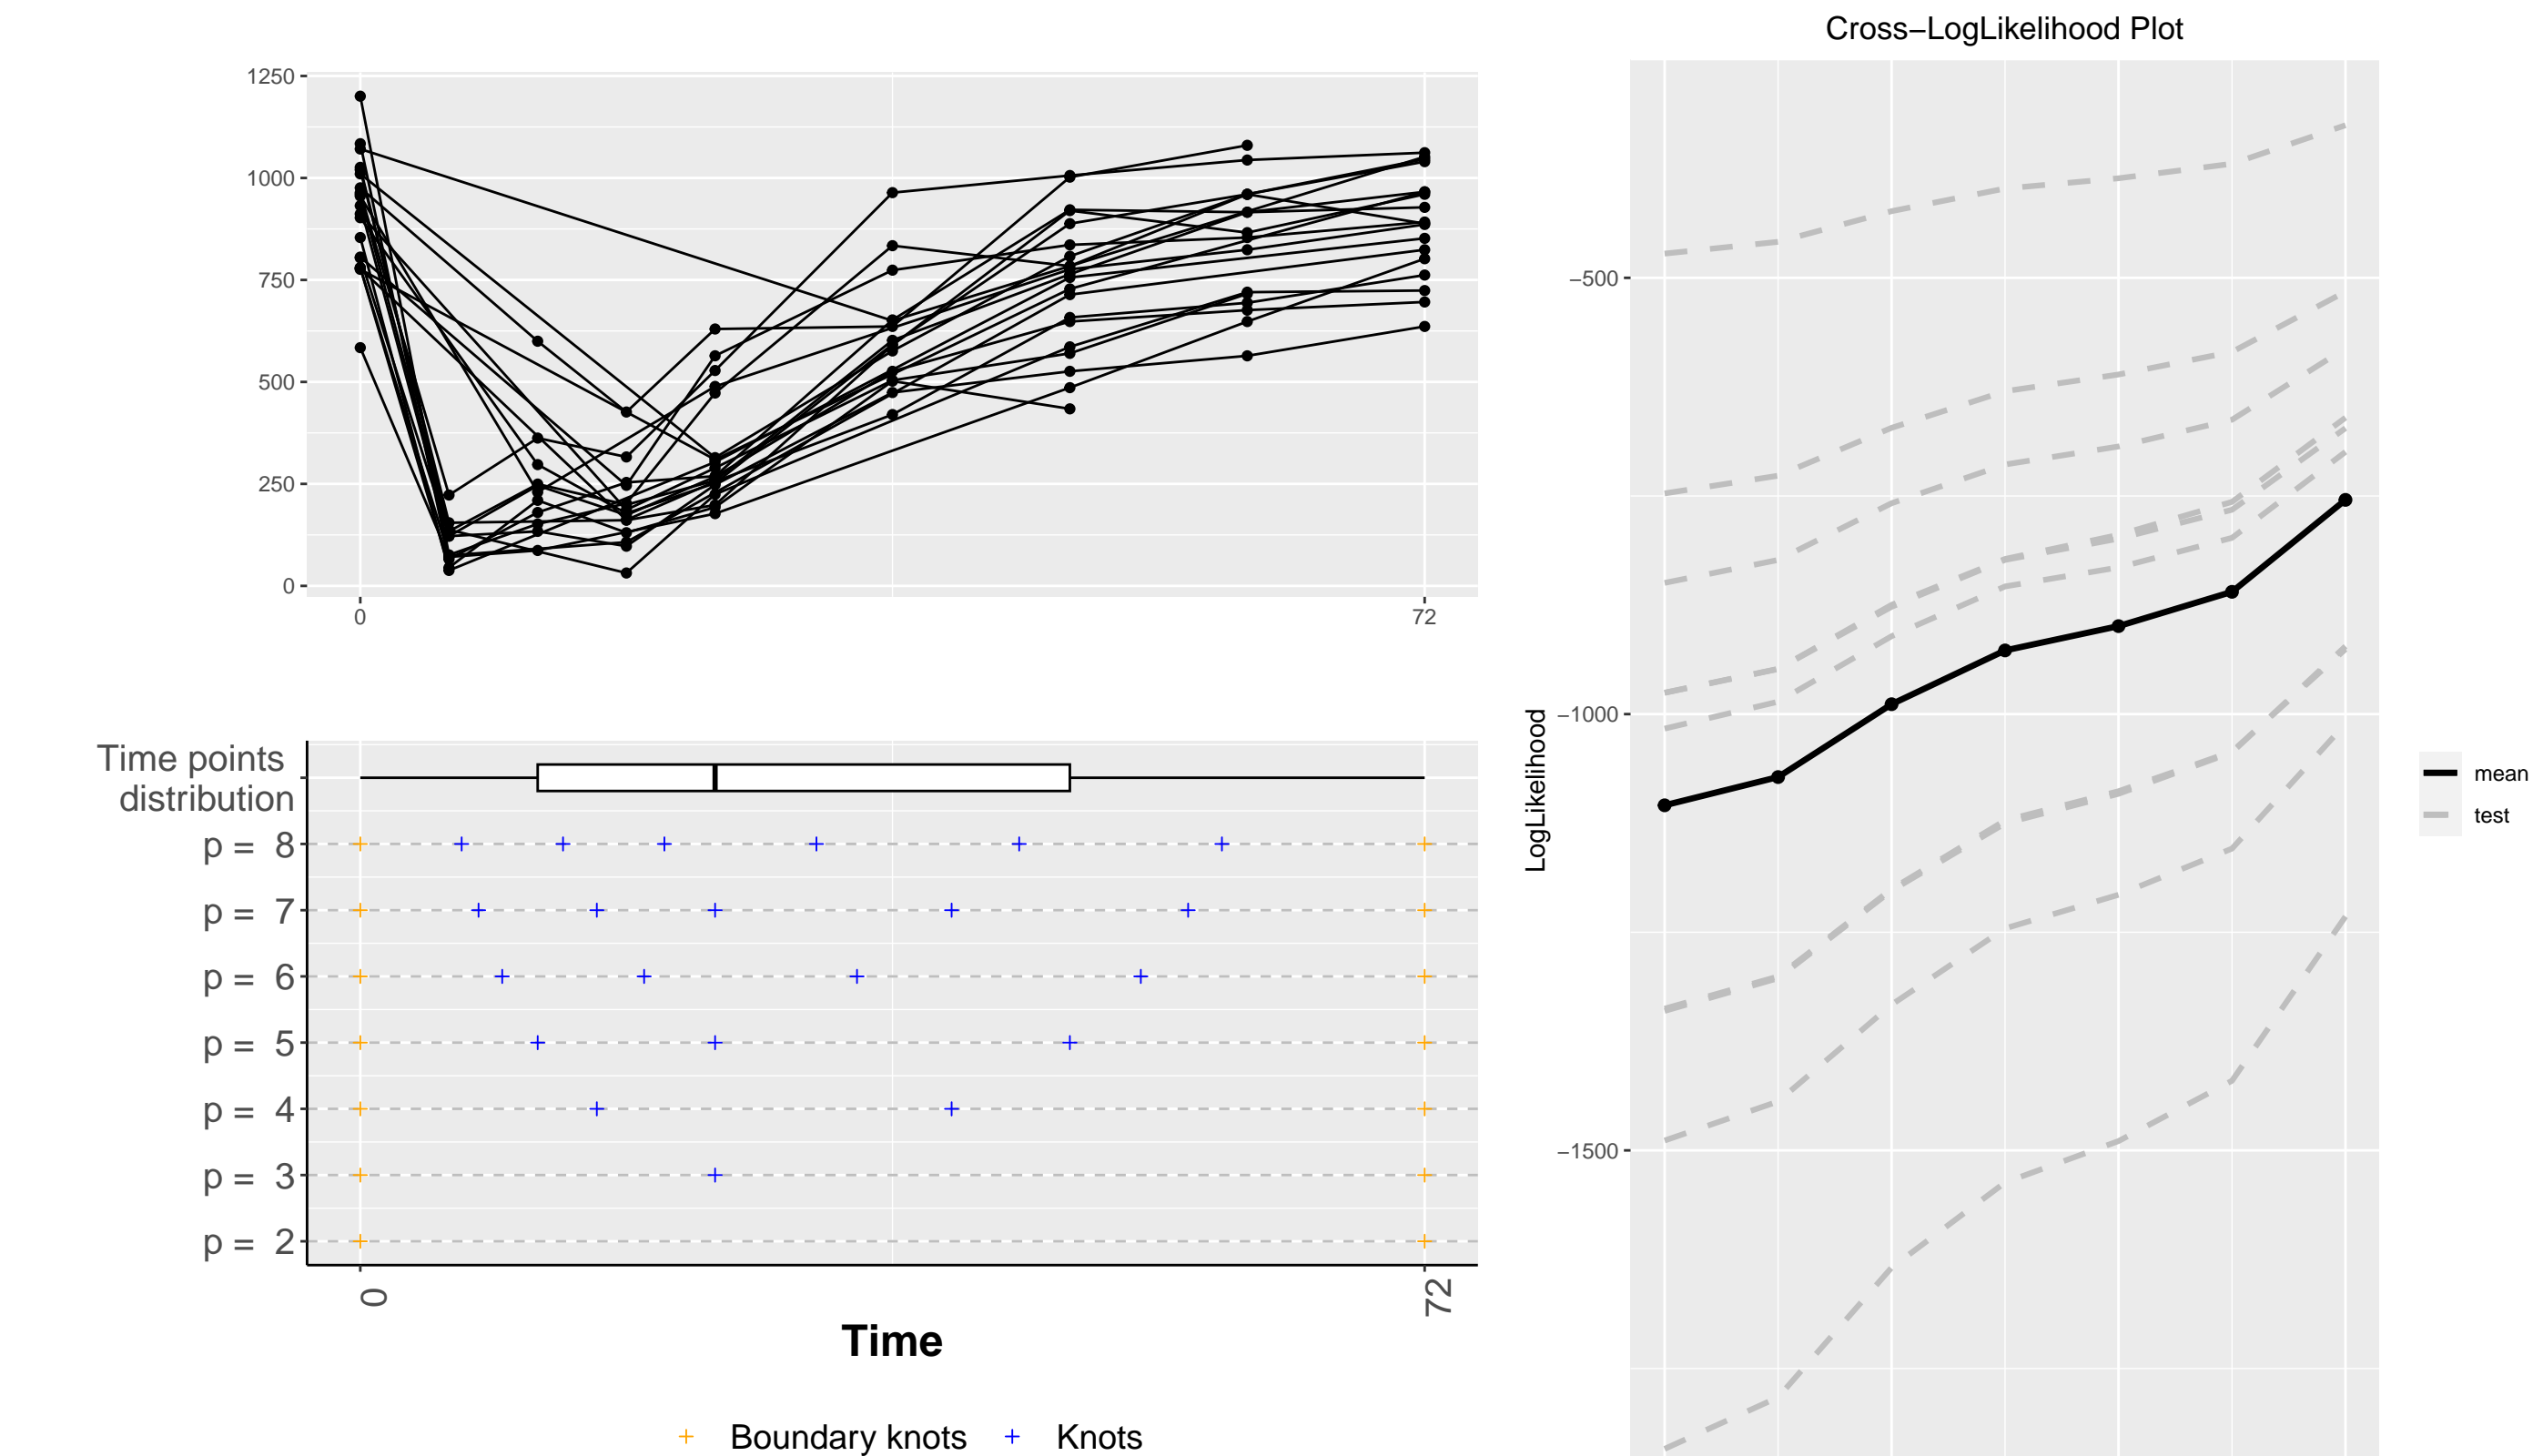 Cross−LogLikelihood Plot
1250
1000
750
500
250
0
0
72
Time points
distribution
p = 8
p = 7
p = 6
p = 5
p = 4
p = 3
p = 2
0
72
Time
Boundary knots
Knots
LogLikelihood
−500
−1000
−1500
mean
test